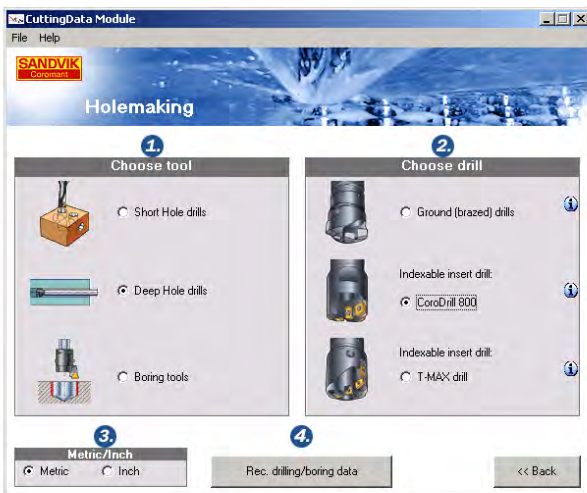 CuttingData Module
File Help
SANDVIK
Coromant
Holemaking
1.
Choose tool
Short Hole drills
Deep Hole drills
Boring tools
2.
Choose drill
Ground (brazed) drills
Indexable insert drill:
CoroDrill 800
Indexable insert drill:
T-MAX drill
3.
Metric/Inch
Metric Inch
4.
Rec. drilling/boring data
<< Back